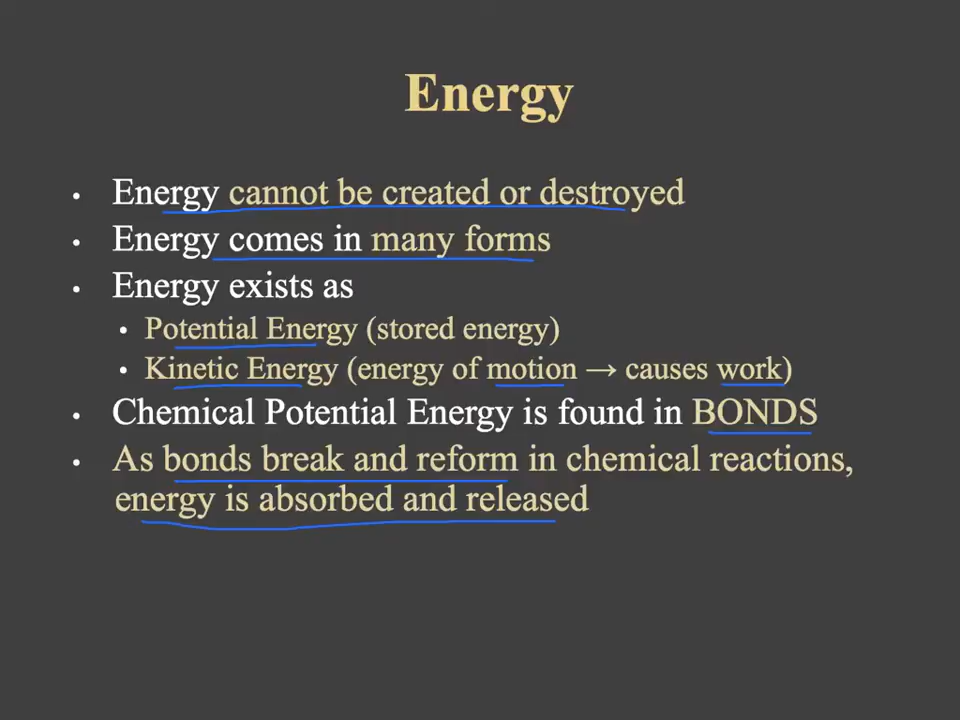 Energy
• Energy cannot be created or destroyed
• Energy comes in many forms
• Energy exists as
• Potential Energy (stored energy)
• Kinetic Energy (energy of motion → causes work)
• Chemical Potential Energy is found in BONDS
• As bonds break and reform in chemical reactions,
energy is absorbed and released